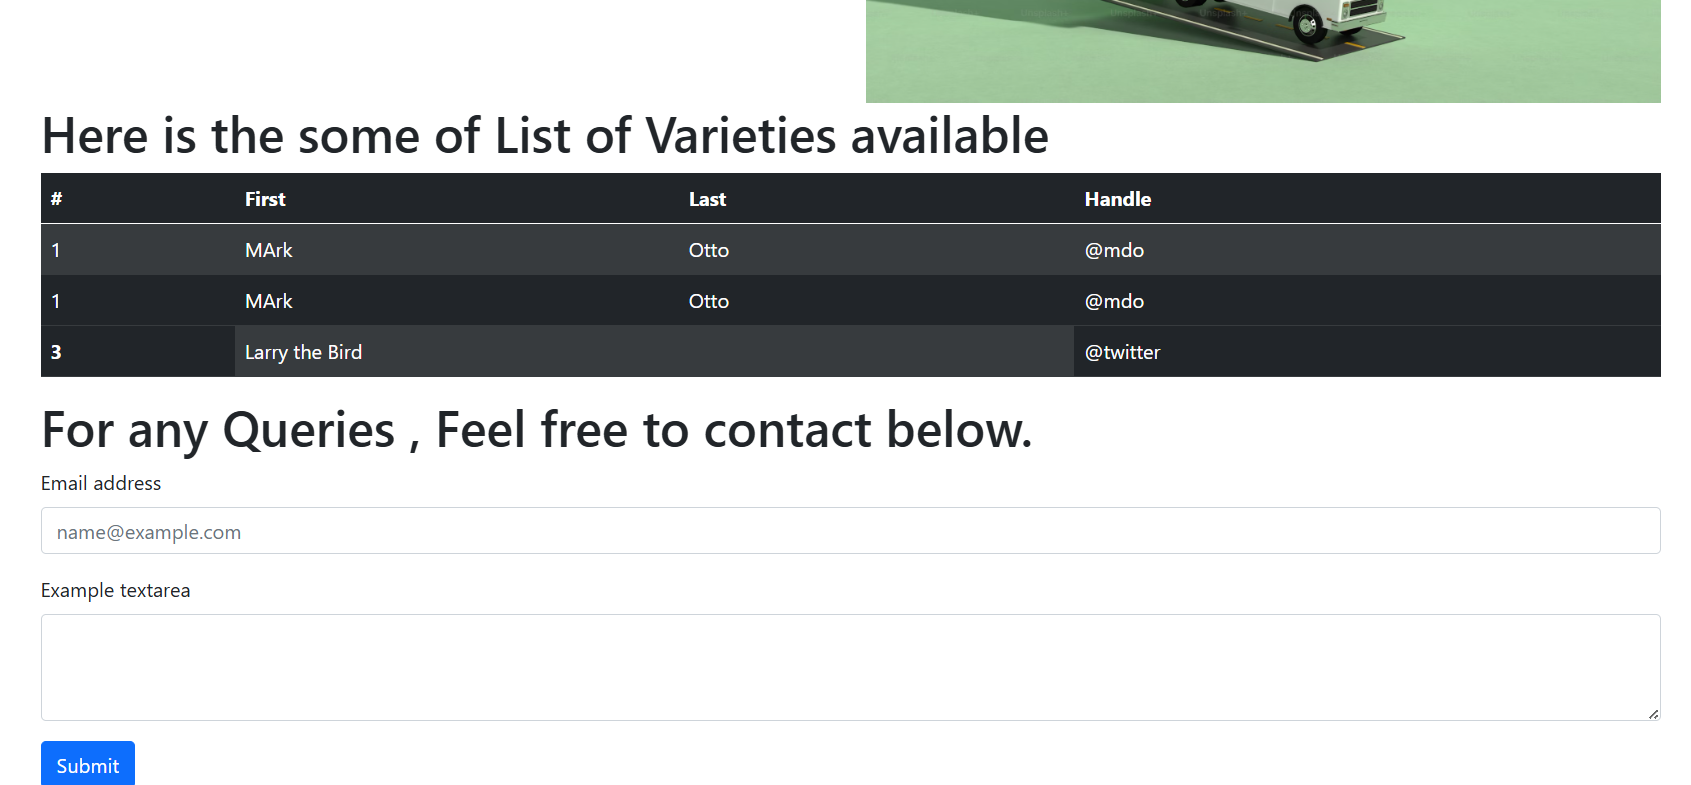 Here is the some of List of Varieties available
# First Last Handle
1 MArk Otto @mdo
1 MArk Otto @mdo
3 Larry the Bird @twitter
For any Queries , Feel free to contact below.
Email address
name@example.com
Example textarea
Submit